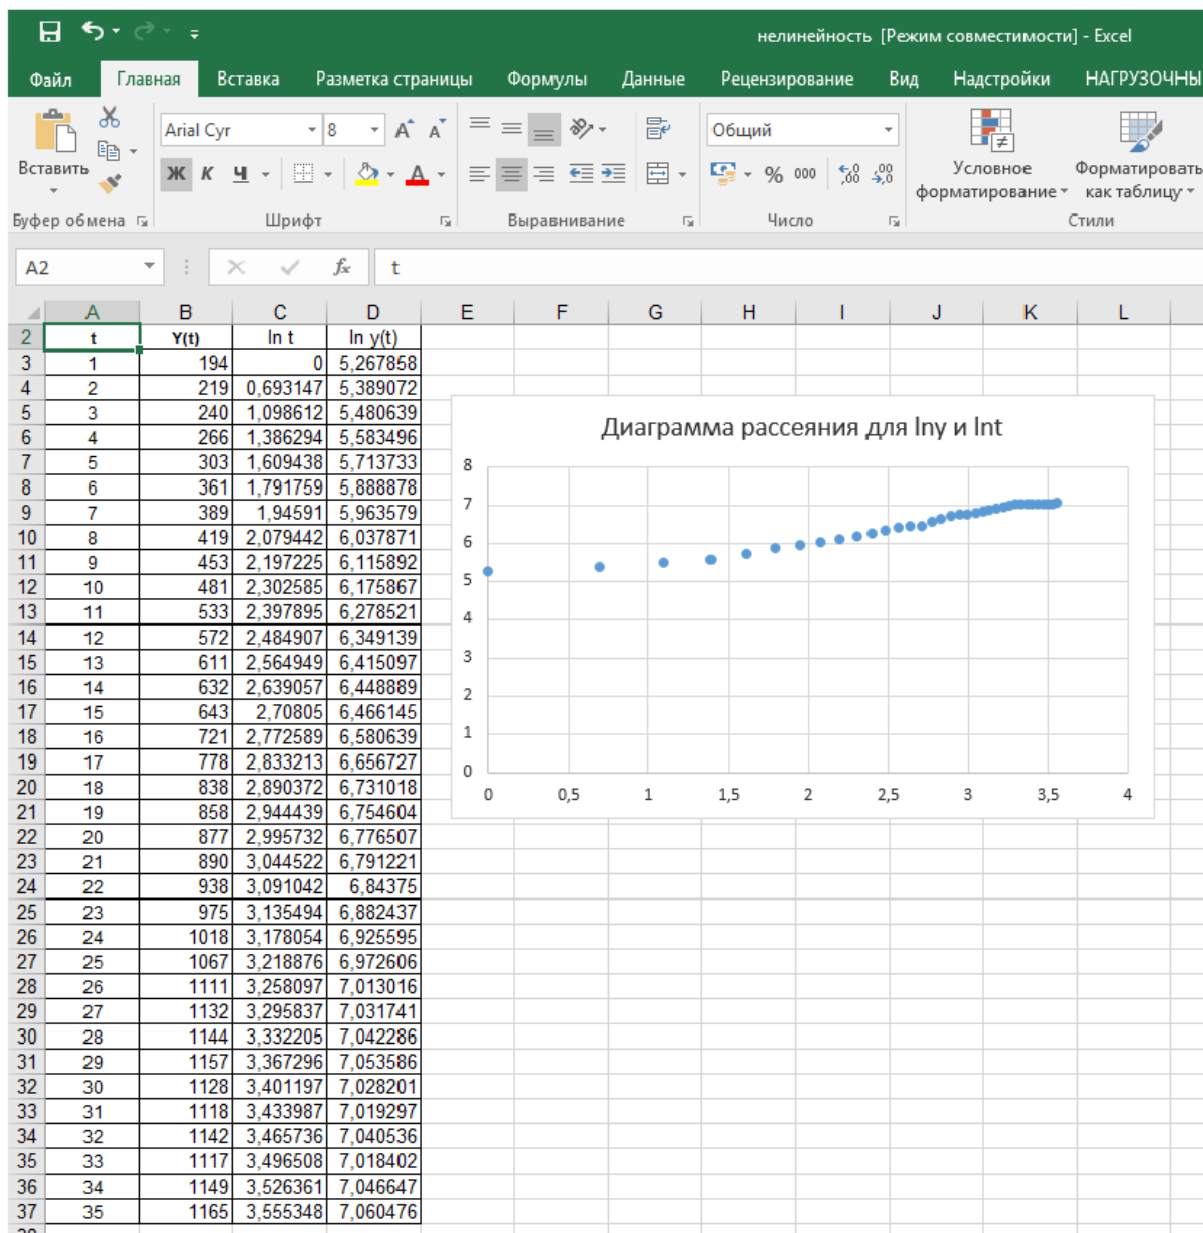 нелинейность [Режим совместимости] - Excel
Файл Главная Вставка Разметка страницы Формулы Данные Рецензирование Вид Надстройки НАГРУЗОЧНЫ
Вставить
Arial Cyr 8
Ж К Ч
Общий
% 000
Условное форматирование
Форматировать как таблицу
Буфер обмена Шрифт Выравнивание Число Стили
A2 fx t
A B C D E F G H I J K L
2 t Y(t) ln t ln y(t)
3 1 194 0 5,267858
4 2 219 0,693147 5,389072
5 3 240 1,098612 5,480639
6 4 266 1,386294 5,583496
7 5 303 1,609438 5,713733
8 6 361 1,791759 5,888878
9 7 389 1,94591 5,963579
10 8 419 2,079442 6,037871
11 9 453 2,197225 6,115892
12 10 481 2,302585 6,175867
13 11 533 2,397895 6,278521
14 12 572 2,484907 6,349139
15 13 611 2,564949 6,415097
16 14 632 2,639057 6,448889
17 15 643 2,70805 6,466145
18 16 721 2,772589 6,580639
19 17 778 2,833213 6,656727
20 18 838 2,890372 6,731018
21 19 858 2,944439 6,754604
22 20 877 2,995732 6,776507
23 21 890 3,044522 6,791221
24 22 938 3,091042 6,84375
25 23 975 3,135494 6,882437
26 24 1018 3,178054 6,925595
27 25 1067 3,218876 6,972606
28 26 1111 3,258097 7,013016
29 27 1132 3,295837 7,031741
30 28 1144 3,332205 7,042286
31 29 1157 3,367296 7,053586
32 30 1128 3,401197 7,028201
33 31 1118 3,433987 7,019297
34 32 1142 3,465736 7,040536
35 33 1117 3,496508 7,018402
36 34 1149 3,526361 7,046647
37 35 1165 3,555348 7,060476
Диаграмма рассеяния для lny и lnt
8
7
6
5
4
3
2
1
0
0 0,5 1 1,5 2 2,5 3 3,5 4